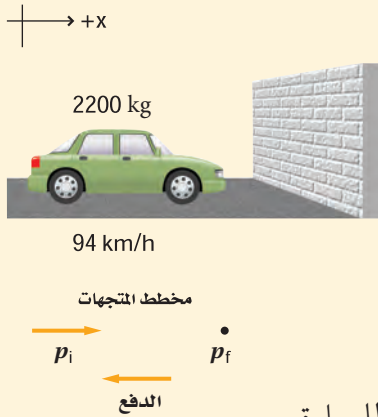 +x
2200 kg
94 km/h
مخطط المتجهات
pi
pf
الدفع